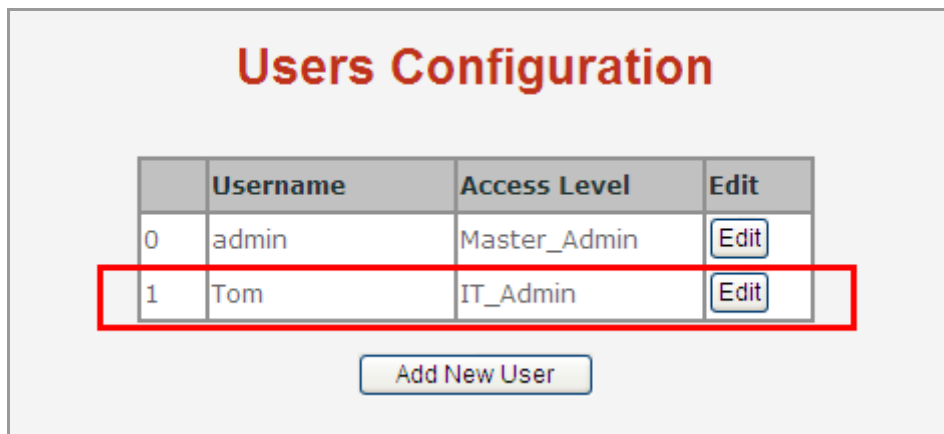 Users Configuration
Username Access Level Edit
0 admin Master_Admin Edit
1 Tom IT_Admin Edit
Add New User